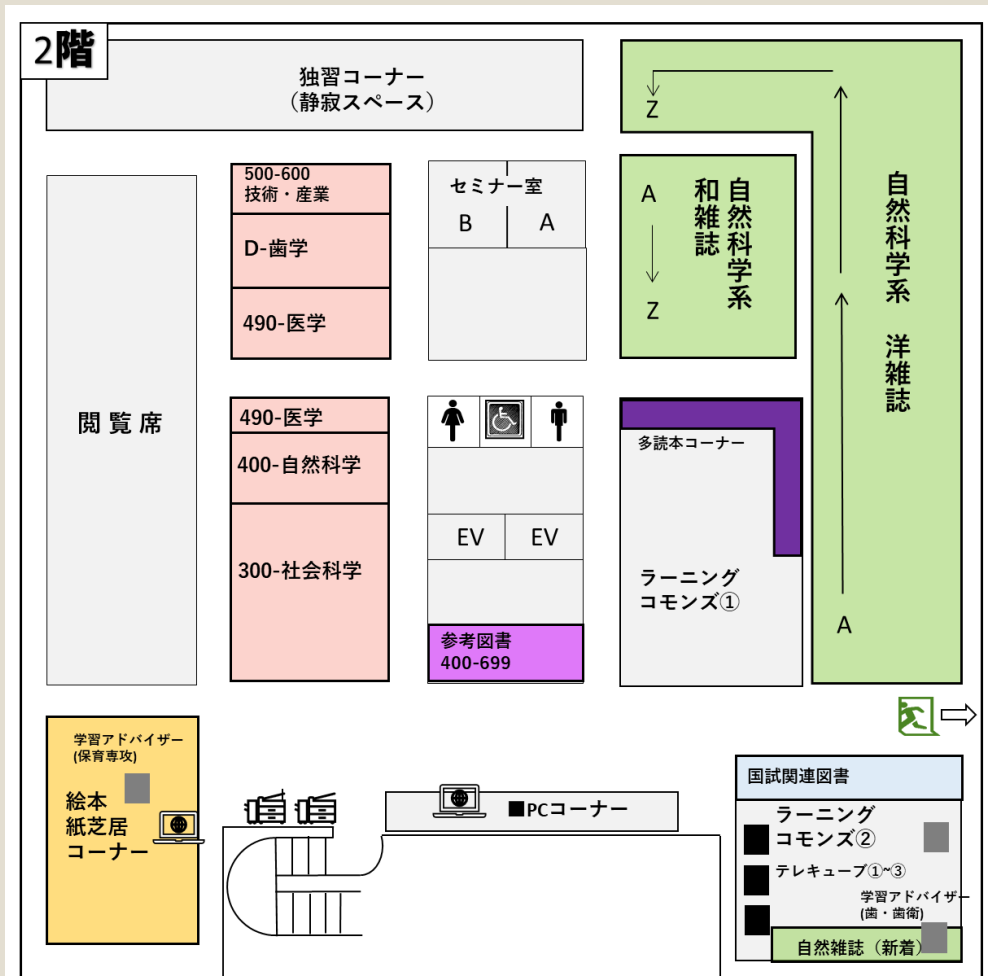 2階
独習コーナー
（静寂スペース）
Z
500-600
技術・産業
D-歯学
490-医学
セミナー室
B
A
A
Z
自然科学系
和雑誌
自然科学系 洋雑誌
A
閲覧席
490-医学
400-自然科学
300-社会科学
EV
EV
参考図書
400-699
多読本コーナー
ラーニング
コモンズ①
学習アドバイザー
(保育専攻)
絵本
紙芝居
コーナー
■PCコーナー
国試関連図書
ラーニング
コモンズ②
テレキューブ①~③
学習アドバイザー
(歯・歯衛)
自然雑誌（新着）